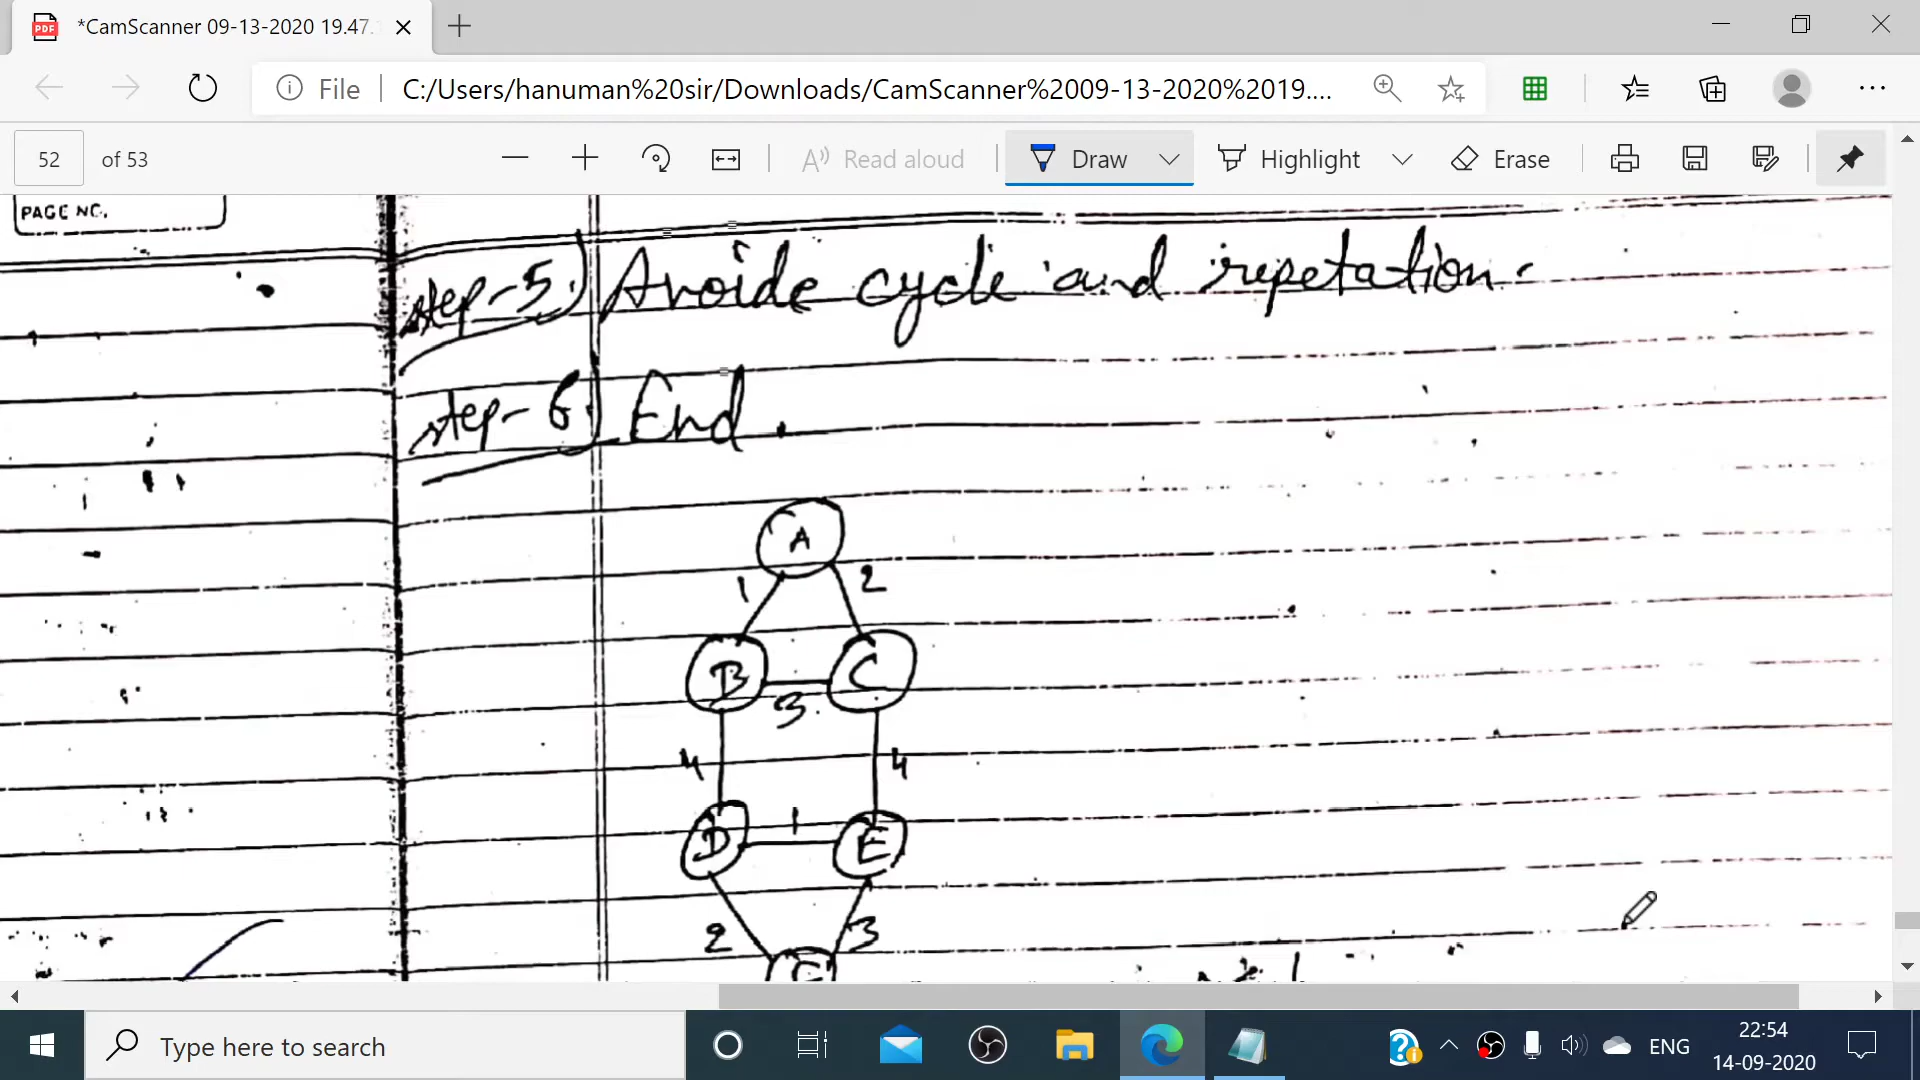 *CamScanner 09-13-2020 19.47.
File
C:/Users/hanuman%20sir/Downloads/CamScanner%2009-13-2020%2019....
52 of 53
Read aloud
Draw
Highlight
Erase
PAGE NO.
step-5) Avoide cycle and repetation.
step-6) End.
A
1 2
B C
3
4 4
D 1 E
2 3
Type here to search
ENG
22:54
14-09-2020